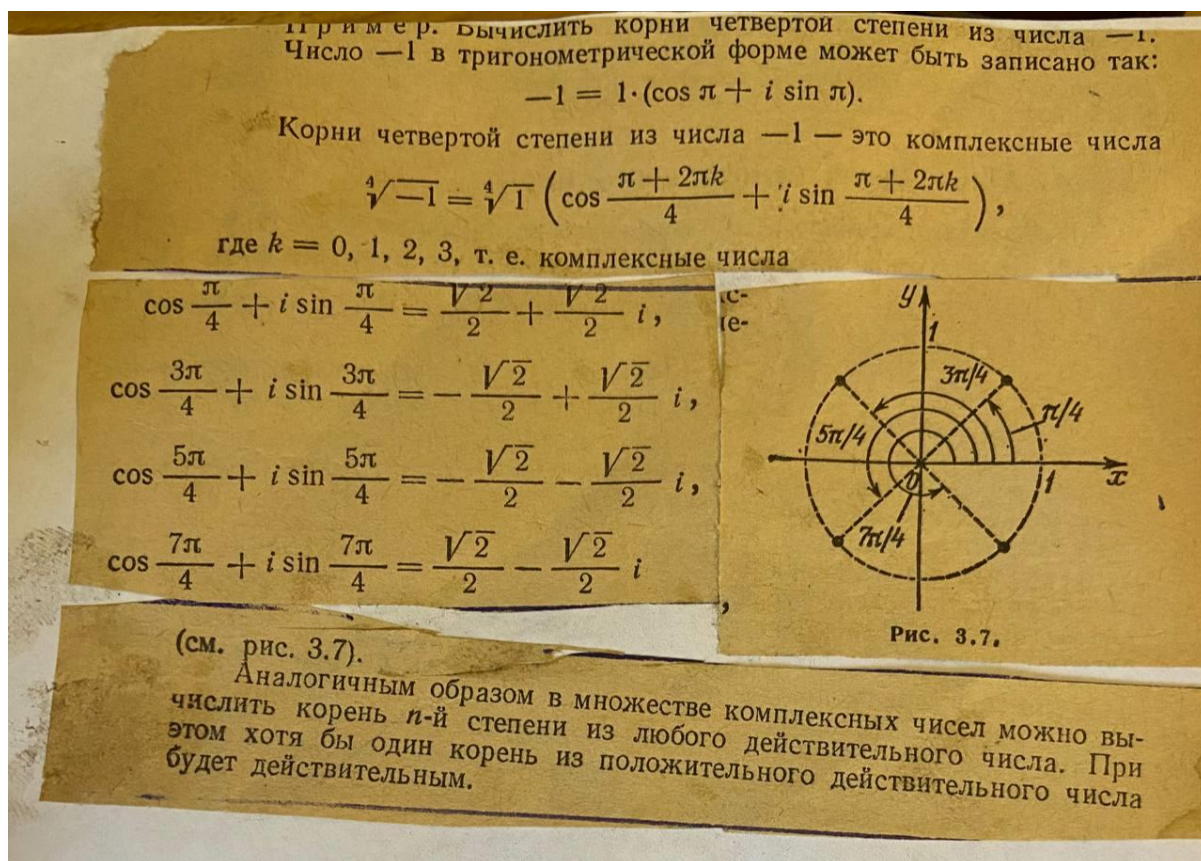 Пример. Вычислить корни четвертой степени из числа —1.
Число —1 в тригонометрической форме может быть записано так:
—1 = 1·(cos π + i sin π).
Корни четвертой степени из числа —1 — это комплексные числа
∜—1 = ∜1 (cos (π + 2πk)/4 + i sin (π + 2πk)/4),
где k = 0, 1, 2, 3, т. е. комплексные числа
cos π/4 + i sin π/4 = √2/2 + √2/2 i,
cos 3π/4 + i sin 3π/4 = — √2/2 + √2/2 i,
cos 5π/4 + i sin 5π/4 = — √2/2 — √2/2 i,
cos 7π/4 + i sin 7π/4 = √2/2 — √2/2 i
,
с-
е-
y
1
3π/4
π/4
5π/4
0
1
x
7π/4
Рис. 3.7.
(см. рис. 3.7).
Аналогичным образом в множестве комплексных чисел можно вы-
числить корень n-й степени из любого действительного числа. При
этом хотя бы один корень из положительного действительного числа
будет действительным.